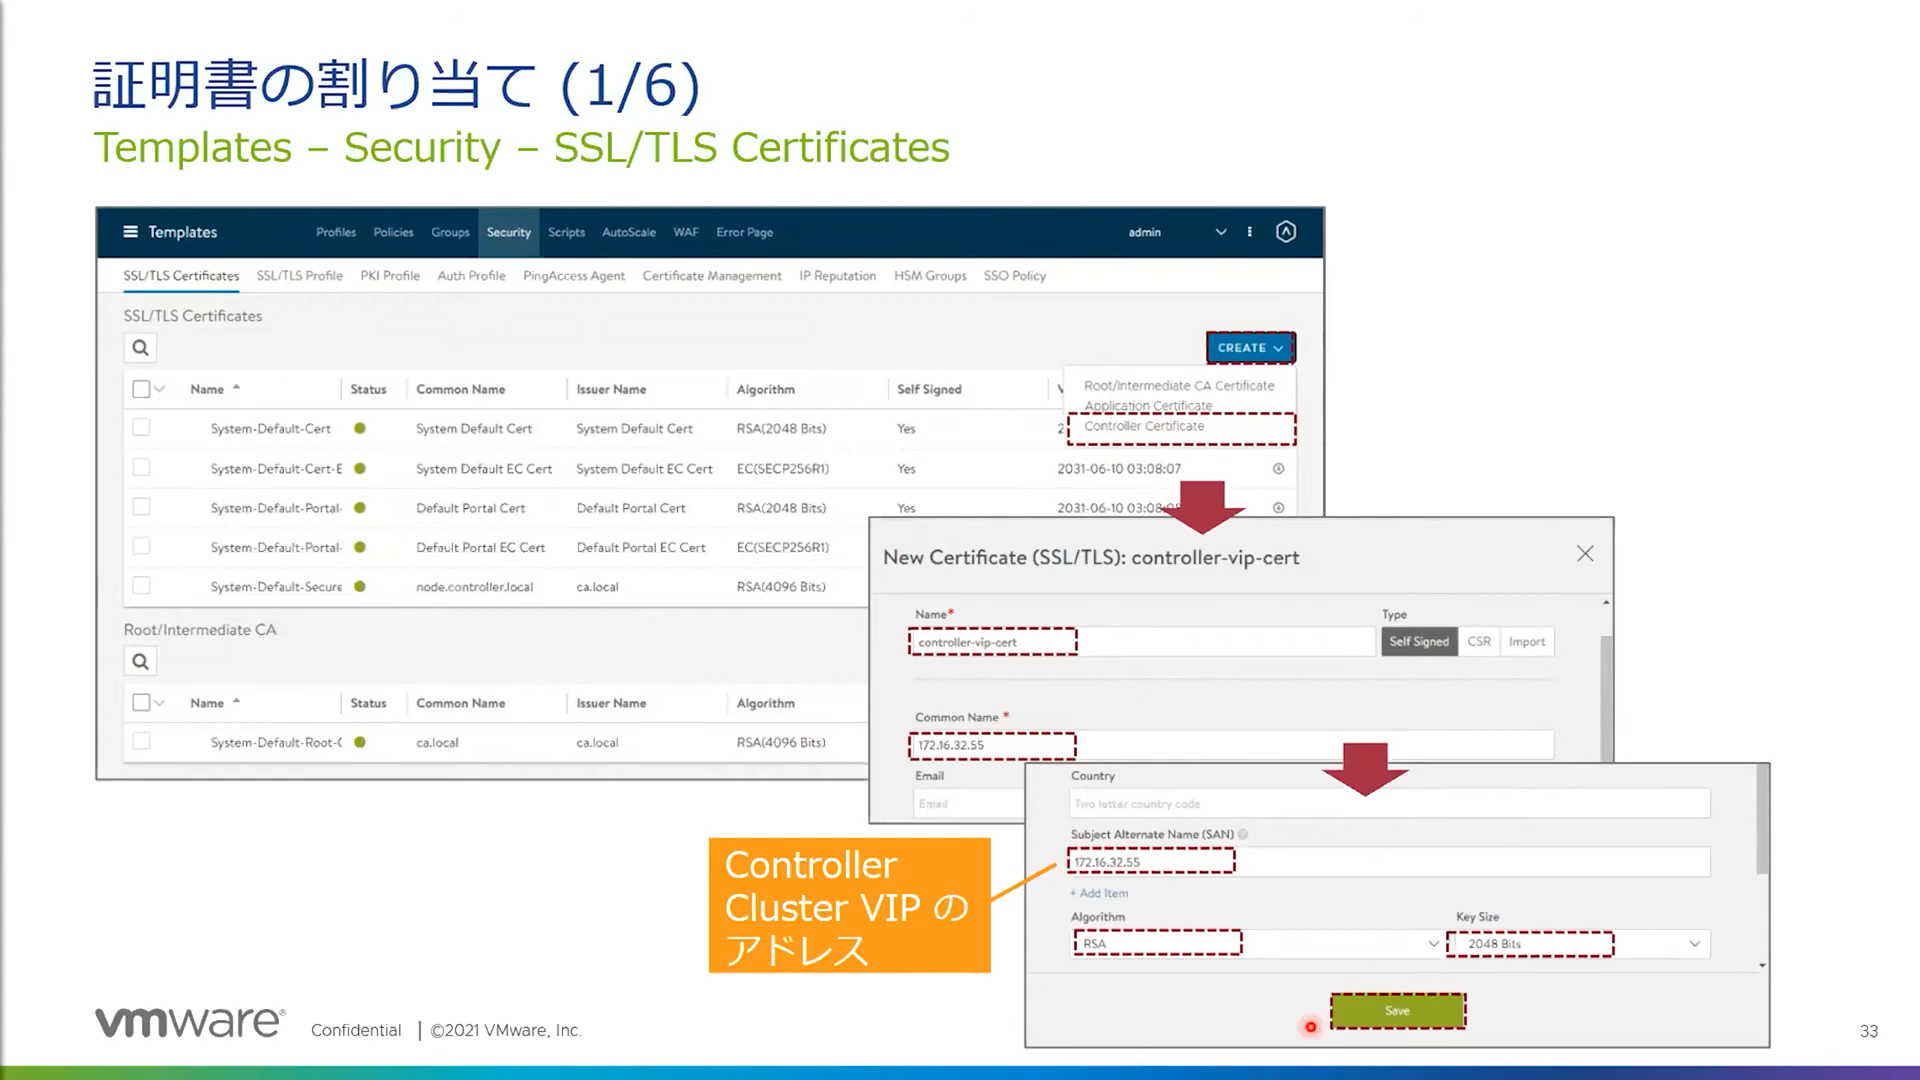 証明書の割り当て (1/6)
Templates – Security – SSL/TLS Certificates
Templates Profiles Policies Groups Security Scripts AutoScale WAF Error Page admin
SSL/TLS Certificates SSL/TLS Profile PKI Profile Auth Profile PingAccess Agent Certificate Management IP Reputation HSM Groups SSO Policy
SSL/TLS Certificates
CREATE
Root/Intermediate CA Certificate
Application Certificate
Controller Certificate
Name Status Common Name Issuer Name Algorithm Self Signed
System-Default-Cert System Default Cert System Default Cert RSA(2048 Bits) Yes 2
System-Default-Cert-E System Default EC Cert System Default EC Cert EC(SECP256R1) Yes 2031-06-10 03:08:07
System-Default-Portal- Default Portal Cert Default Portal Cert RSA(2048 Bits) Yes 2031-06-10 03:08
System-Default-Portal- Default Portal EC Cert Default Portal EC Cert EC(SECP256R1)
System-Default-Secure node.controller.local ca.local RSA(4096 Bits)
Root/Intermediate CA
Name Status Common Name Issuer Name Algorithm
System-Default-Root-C ca.local ca.local RSA(4096 Bits)
New Certificate (SSL/TLS): controller-vip-cert
Name* Type
controller-vip-cert Self Signed CSR Import
Common Name *
172.16.32.55
Email
Email
Country
Two letter country code
Subject Alternate Name (SAN)
172.16.32.55
+ Add Item
Algorithm Key Size
RSA 2048 Bits
Save
Controller
Cluster VIP の
アドレス
vmware® Confidential | ©2021 VMware, Inc. 33